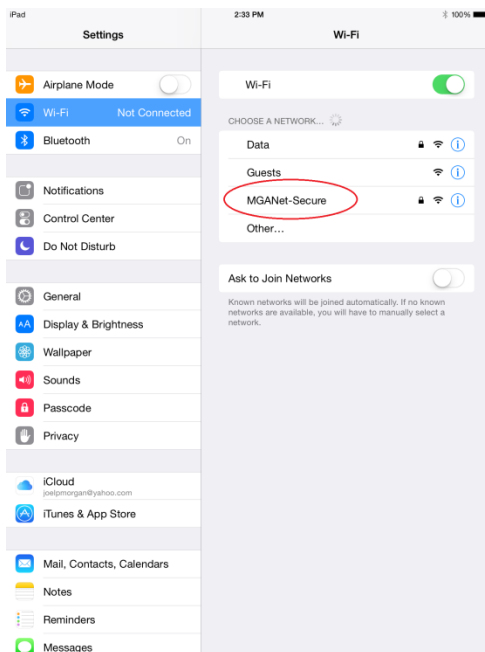 iPad 2:33 PM 100%
Settings
Wi-Fi
Airplane Mode
Wi-Fi Not Connected
Bluetooth On
Notifications
Control Center
Do Not Disturb
General
Display & Brightness
Wallpaper
Sounds
Passcode
Privacy
iCloud
joelpmorgan@yahoo.com
iTunes & App Store
Mail, Contacts, Calendars
Notes
Reminders
Messages
Wi-Fi
CHOOSE A NETWORK...
Data
Guests
MGANet-Secure
Other...
Ask to Join Networks
Known networks will be joined automatically. If no known
networks are available, you will have to manually select a
network.